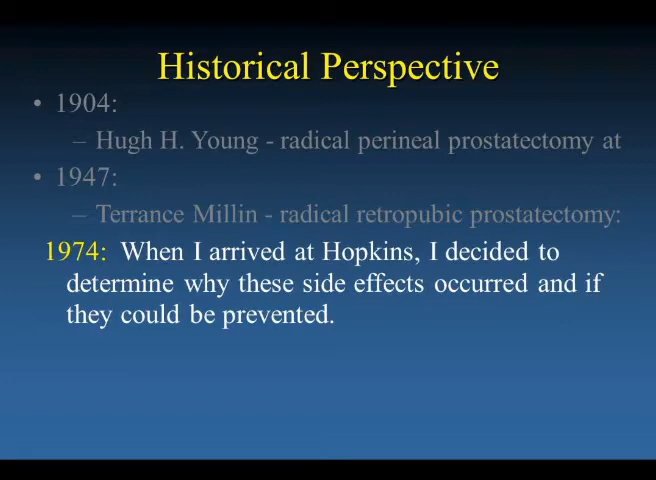 Historical Perspective
• 1904:
– Hugh H. Young - radical perineal prostatectomy at
• 1947:
– Terrance Millin - radical retropubic prostatectomy:
1974: When I arrived at Hopkins, I decided to
determine why these side effects occurred and if
they could be prevented.